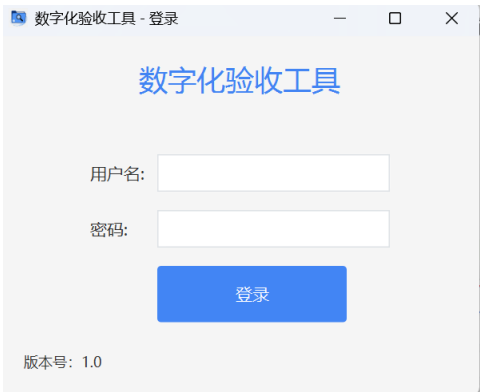 数字化验收工具 - 登录
数字化验收工具
用户名:
密码:
登录
版本号：1.0